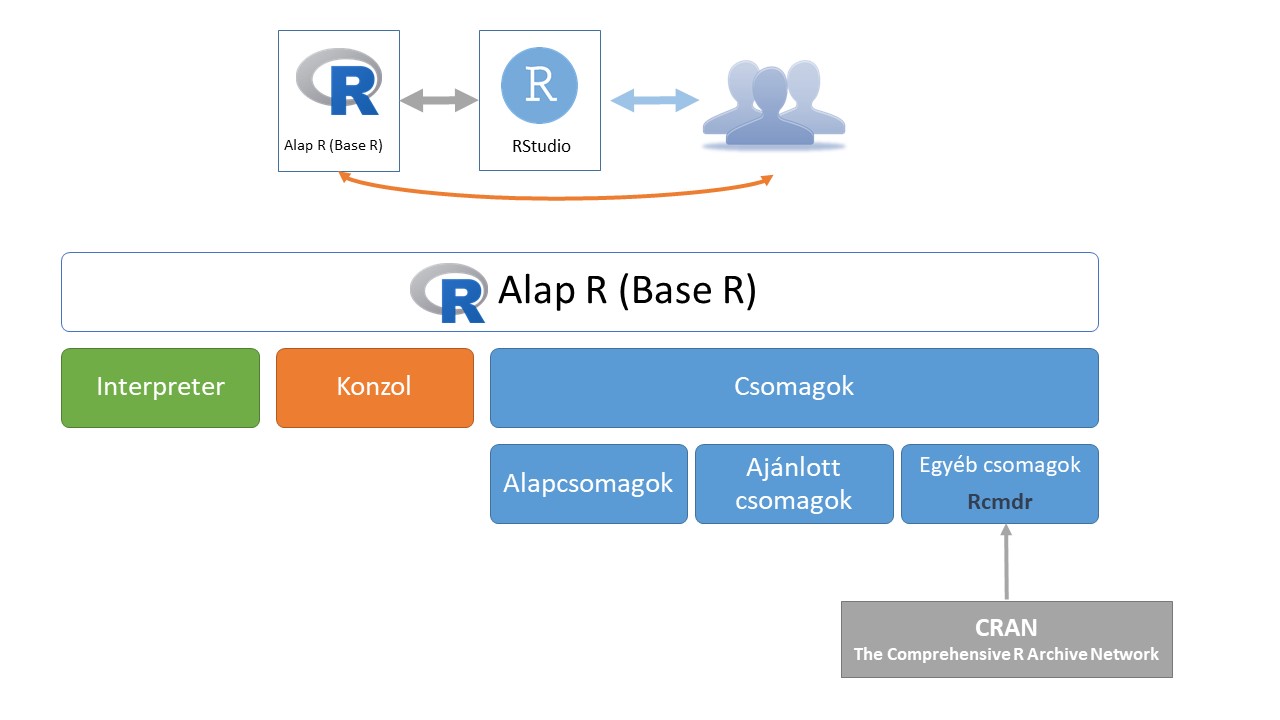 Alap R (Base R)
R
RStudio
R
Alap R (Base R)
Interpreter
Konzol
Csomagok
Alapcsomagok
Ajánlott
csomagok
Egyéb csomagok
Rcmdr
CRAN
The Comprehensive R Archive Network